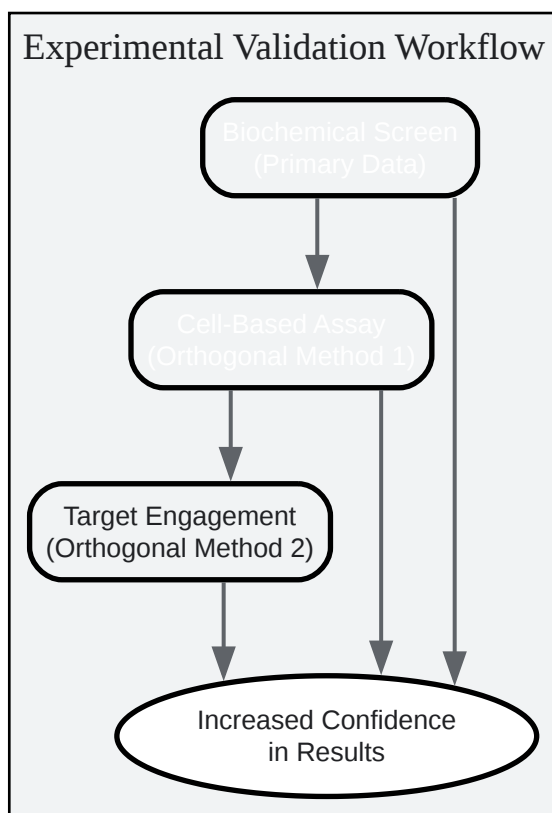 Experimental Validation Workflow
Biochemical Screen
(Primary Data)
Cell-Based Assay
(Orthogonal Method 1)
Target Engagement
(Orthogonal Method 2)
Increased Confidence
in Results